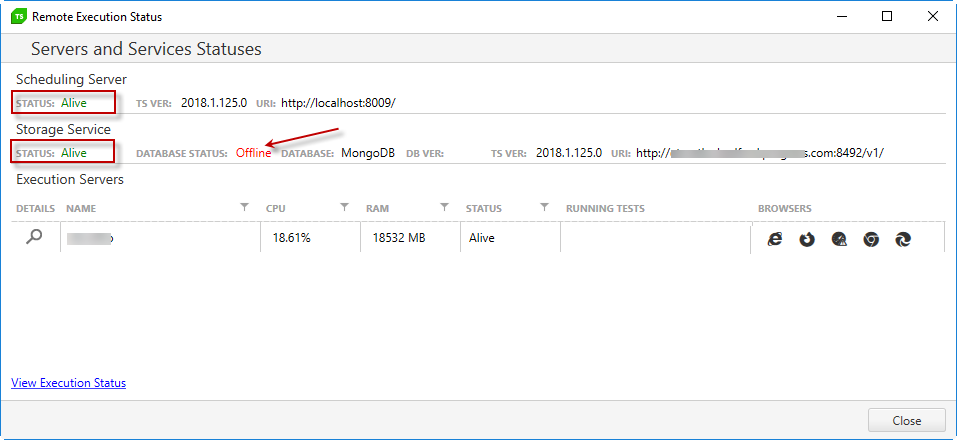 TS Remote Execution Status
Servers and Services Statuses
Scheduling Server
STATUS: Alive TS VER: 2018.1.125.0 URI: http://localhost:8009/
Storage Service
STATUS: Alive DATABASE STATUS: Offline DATABASE: MongoDB DB VER: TS VER: 2018.1.125.0 URI: http:// .com:8492/v1/
Execution Servers
DETAILS NAME CPU RAM STATUS RUNNING TESTS BROWSERS
18.61% 18532 MB Alive
View Execution Status
Close